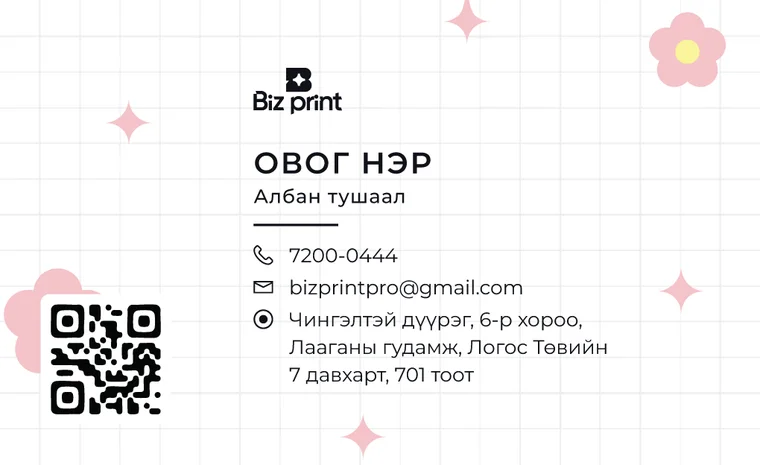 Biz print
ОВОГ НЭР
Албан тушаал
7200-0444
bizprintpro@gmail.com
Чингэлтэй дүүрэг, 6-р хороо,
Лааганы гудамж, Логос Төвийн
7 давхарт, 701 тоот